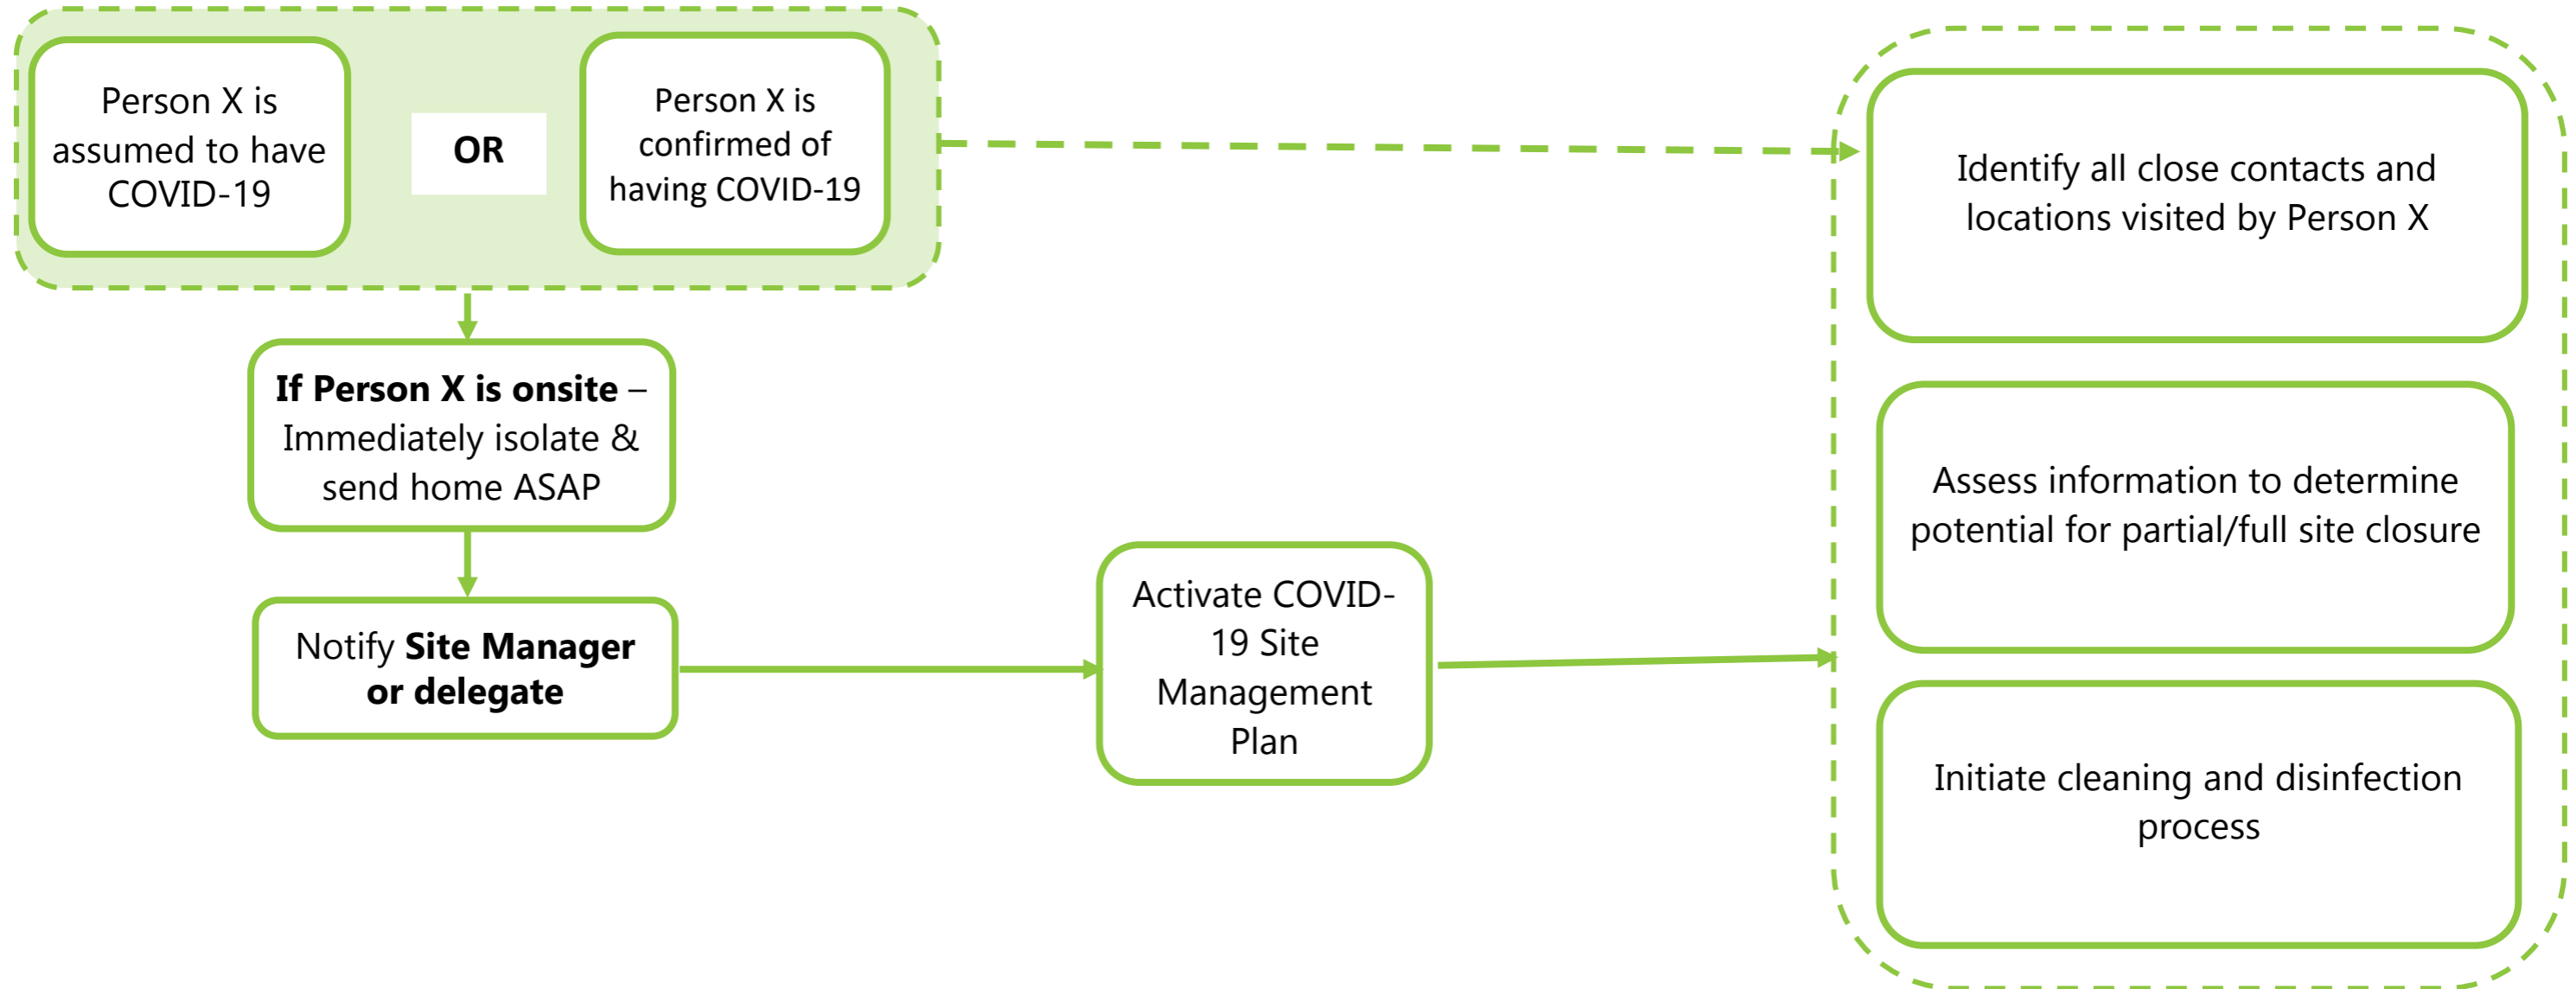 Person X is
assumed to have
COVID-19
OR
Person X is
confirmed of
having COVID-19
If Person X is onsite –
Immediately isolate &
send home ASAP
Notify Site Manager
or delegate
Activate COVID-
19 Site
Management
Plan
Identify all close contacts and
locations visited by Person X
Assess information to determine
potential for partial/full site closure
Initiate cleaning and disinfection
process